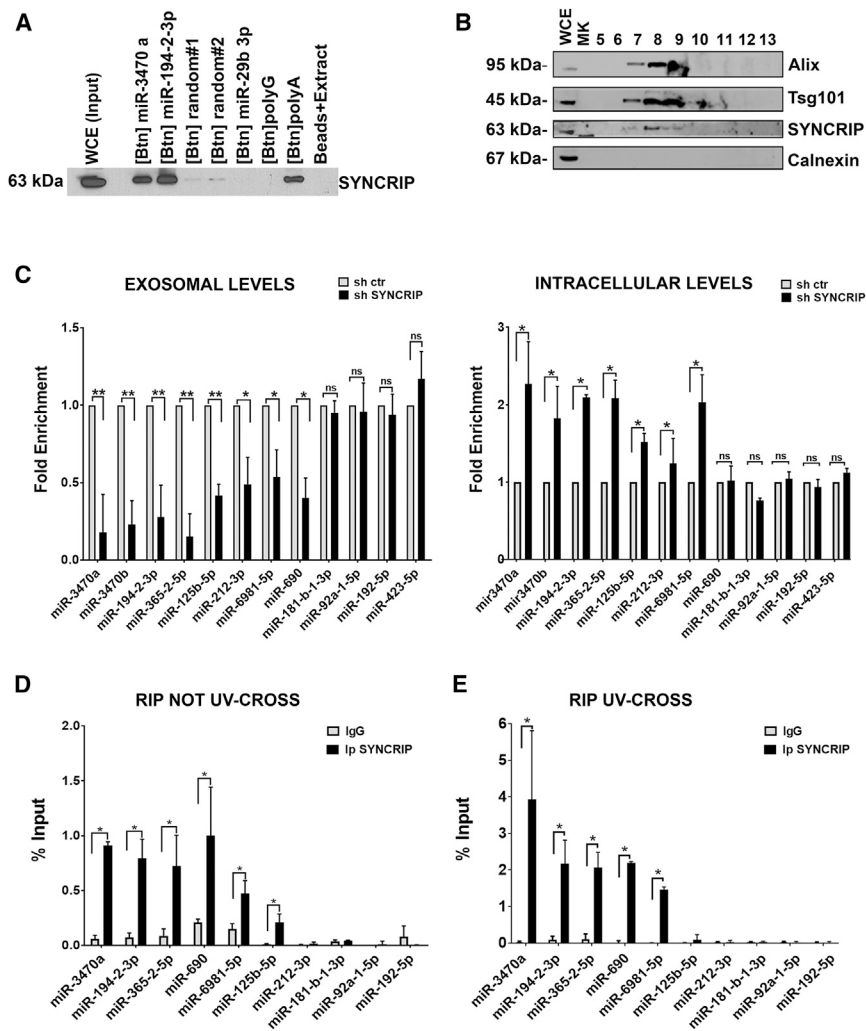 A
WCE (Input)
[Btn] miR-3470 a
[Btn] miR-194-2-3p
[Btn] random#1
[Btn] random#2
[Btn] miR-29b 3p
[Btn]polyG
[Btn]polyA
Beads+Extract
63 kDa
SYNCRIP
B
WCE
MK
5 6 7 8 9 10 11 12 13
95 kDa- Alix
45 kDa- Tsg101
63 kDa- SYNCRIP
67 kDa- Calnexin
C
EXOSOMAL LEVELS
sh ctr
sh SYNCRIP
Fold Enrichment
1.5
1.0
0.5
0.0
** ** ** ** ** * * * ns ns ns ns
miR-3470a
miR-3470b
miR-194-2-3p
miR-365-2-5p
miR-125b-5p
miR-212-3p
miR-6981-5p
miR-690
miR-181-b-1-3p
miR-92a-1-5p
miR-192-5p
miR-423-5p
INTRACELLULAR LEVELS
sh ctr
sh SYNCRIP
Fold Enrichment
3
2
1
0
* * * * * * * ns ns ns ns ns
mir3470a
mir3470b
miR-194-2-3p
miR-365-2-5p
miR-125b-5p
miR-212-3p
miR-6981-5p
miR-690
miR-181-b-1-3p
miR-92a-1-5p
miR-192-5p
miR-423-5p
D
RIP NOT UV-CROSS
IgG
Ip SYNCRIP
% Input
2.0
1.5
1.0
0.5
0.0
* * * * * *
miR-3470a
miR-194-2-3p
miR-365-2-5p
miR-690
miR-6981-5p
miR-125b-5p
miR-212-3p
miR-181-b-1-3p
miR-92a-1-5p
miR-192-5p
E
RIP UV-CROSS
IgG
Ip SYNCRIP
% Input
6
5
4
3
2
1
0
* * * * *
miR-3470a
miR-194-2-3p
miR-365-2-5p
miR-690
miR-6981-5p
miR-125b-5p
miR-212-3p
miR-181-b-1-3p
miR-92a-1-5p
miR-192-5p